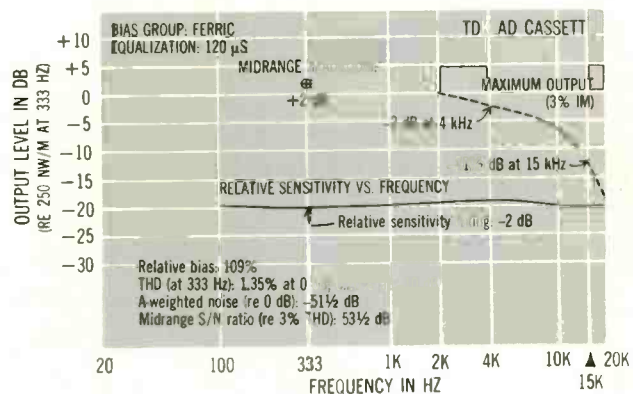 BIAS GROUP: FERRIC
EQUALIZATION: 120 µS
AD CASSETT
MIDRANGE
MAXIMUM OUTPUT
(3% IM)
dB at 4 kHz
dB at 15 kHz
RELATIVE SENSITIVITY VS. FREQUENCY
Relative sensitivity -2 dB
Relative bias: 109%
THD (at 333 Hz): 1.35% at 0
A-weighted noise (re 0 dB): -51½ dB
Midrange S/N ratio (re 3% THD): 53½ dB
OUTPUT LEVEL IN DB
(RE 250 NW/M AT 333 HZ)
+10
+5
0
-5
-10
-15
-20
-30
20 100 333 1K 2K 4K 10K ▲ 20K
15K
FREQUENCY IN HZ